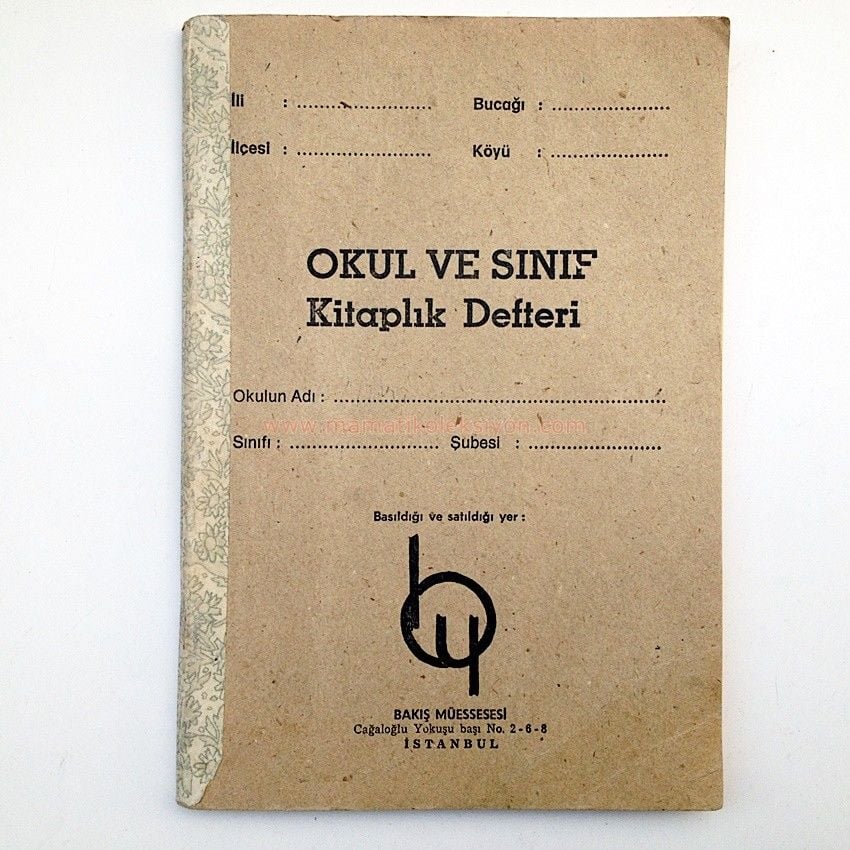 İli : ........................ Bucağı : .....................
İlçesi : ........................ Köyü : .....................
OKUL VE SINIF
Kitaplık Defteri
Okulun Adı : ............................................................
www.mamatikoleksiyon.com
Sınıfı : ........................... Şubesi : ........................
Basıldığı ve satıldığı yer :
by
BAKIŞ MÜESSESESİ
Cağaloğlu Yokuşu başı No. 2-6-8
İSTANBUL